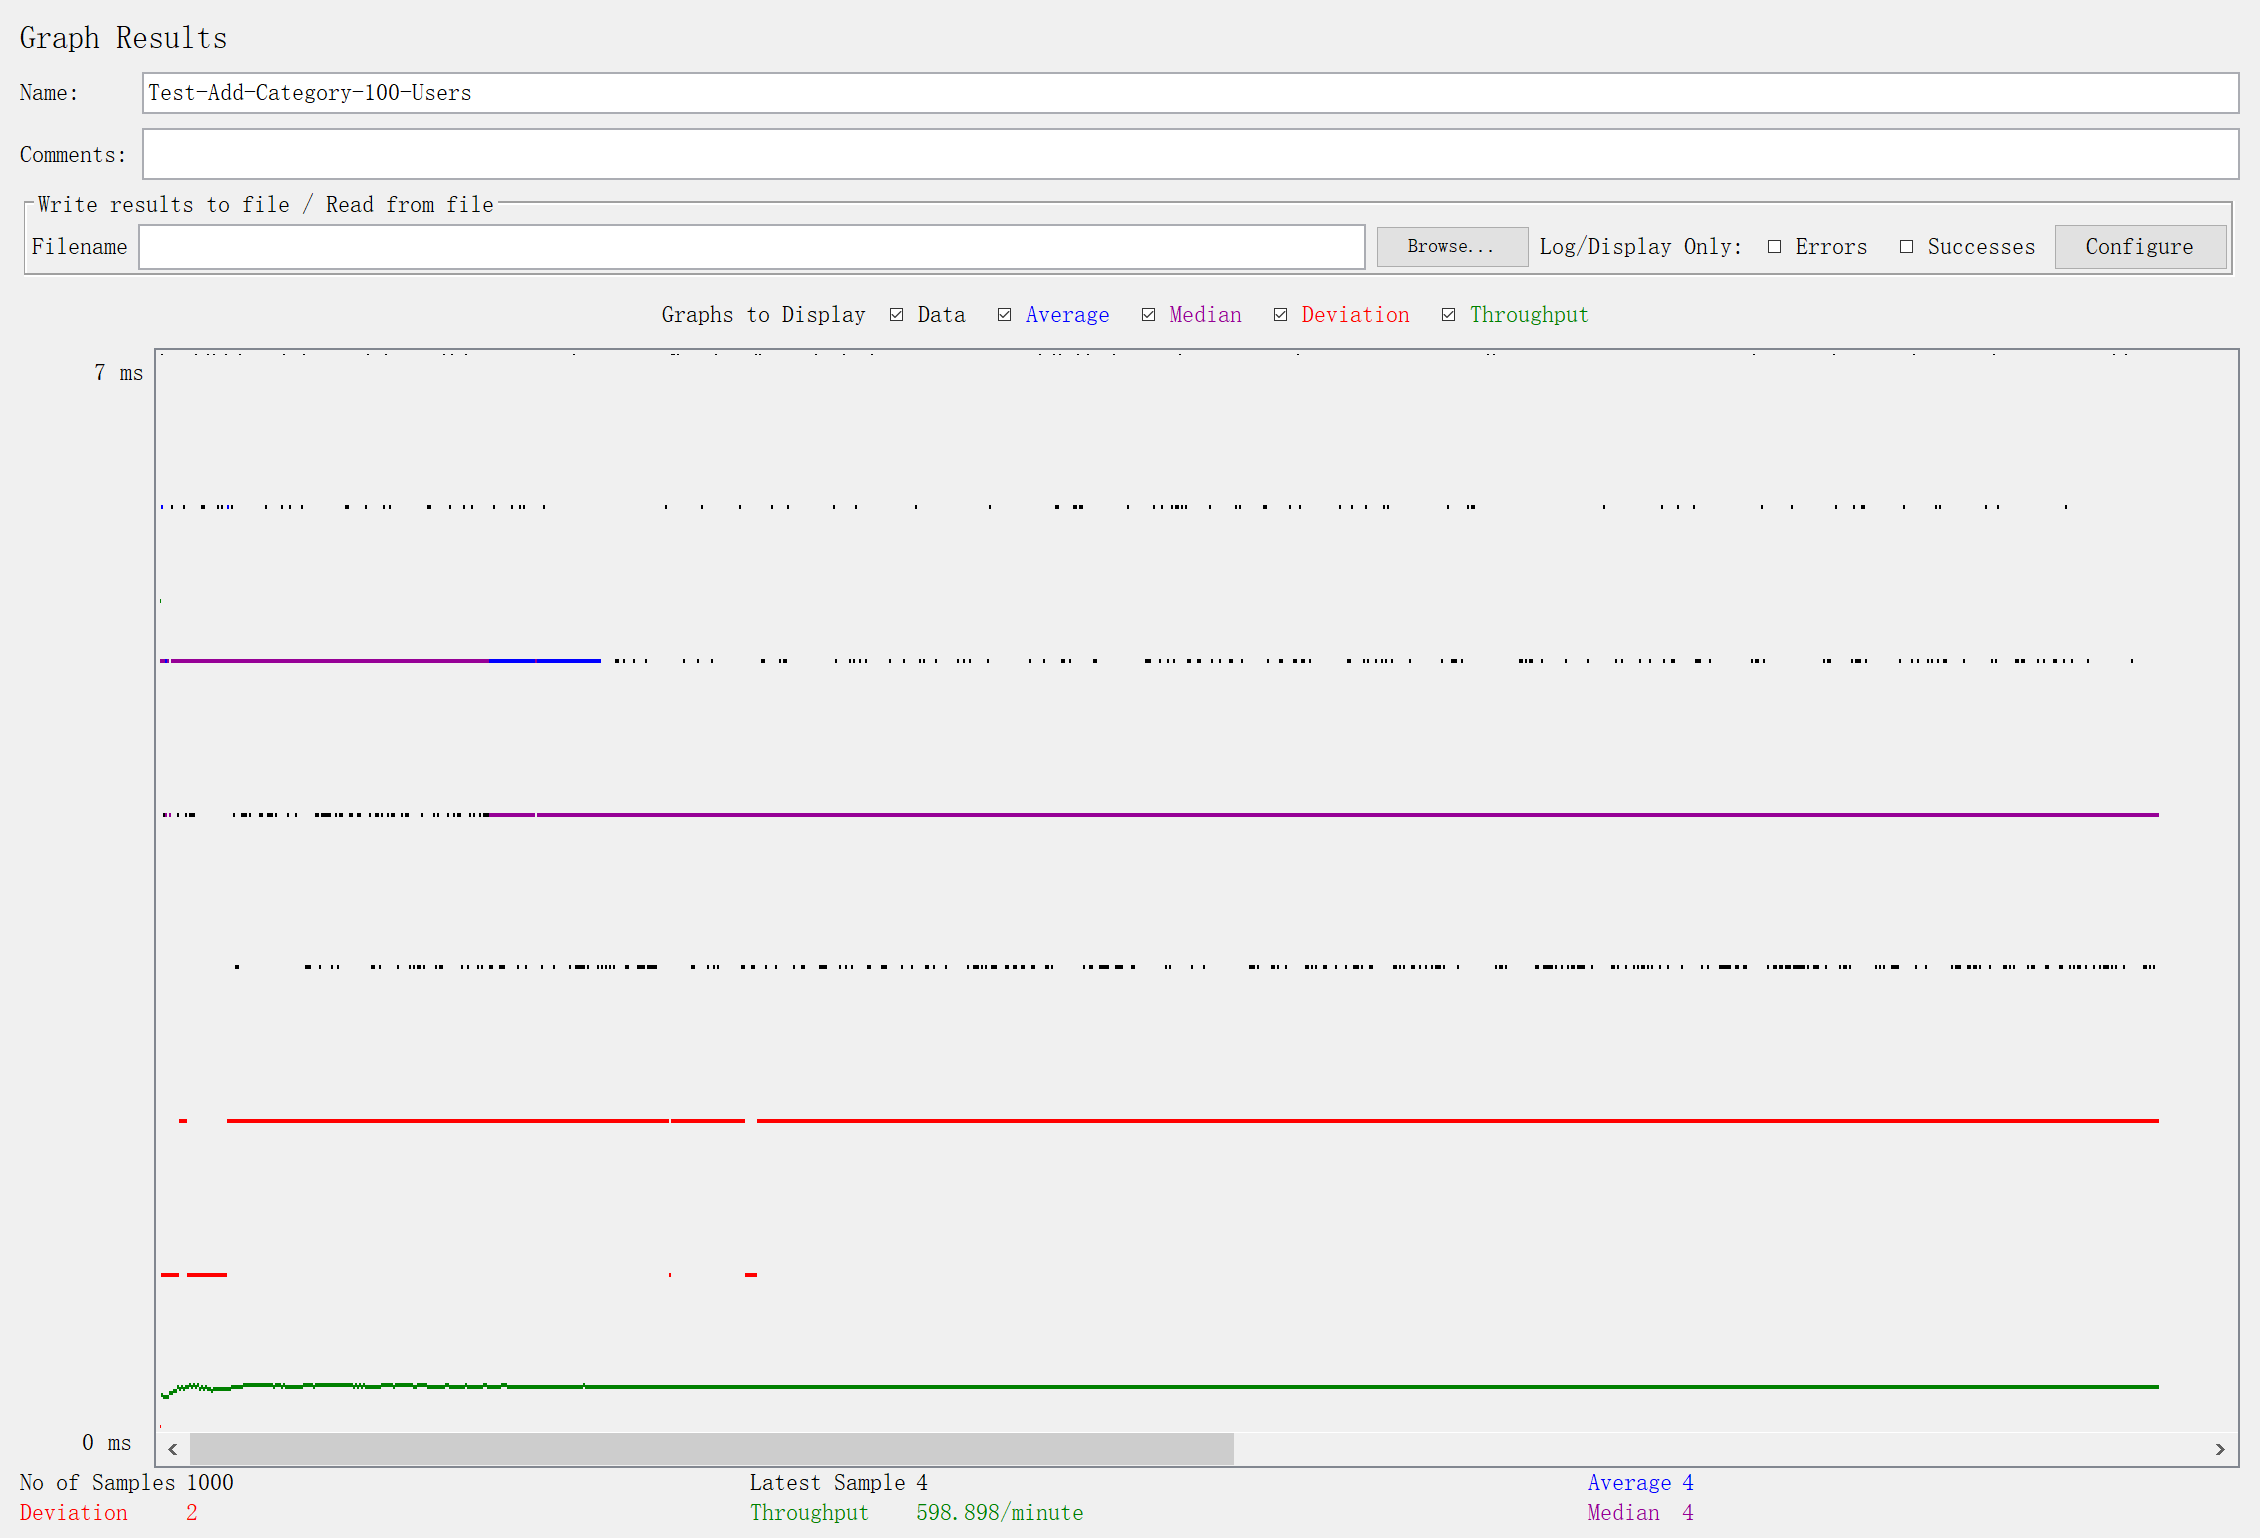 Graph Results
Name: Test-Add-Category-100-Users
Comments:
Write results to file / Read from file
Filename Browse... Log/Display Only: Errors Successes Configure
Graphs to Display Data Average Median Deviation Throughput
7 ms
0 ms
No of Samples 1000 Latest Sample 4 Average 4
Deviation 2 Throughput 598.898/minute Median 4